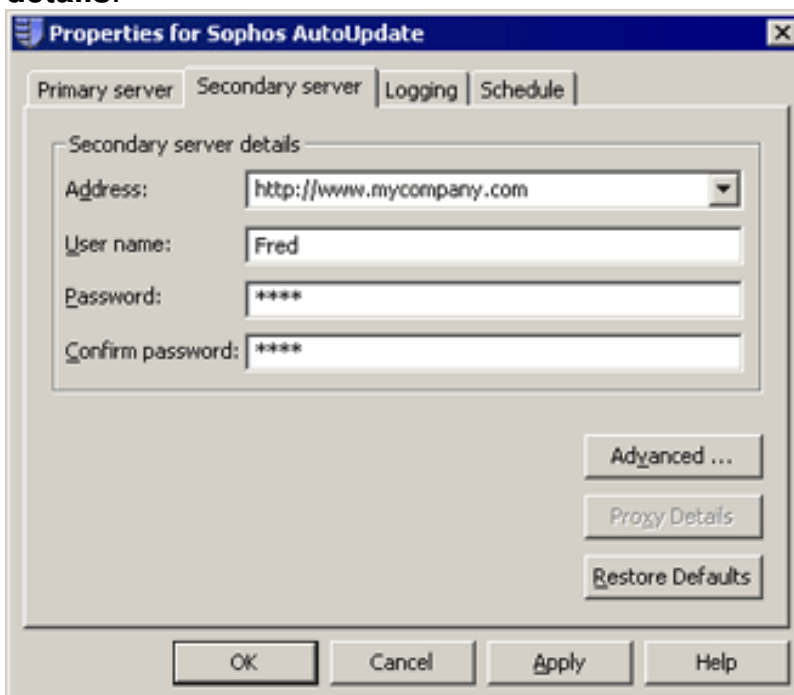 details.
Properties for Sophos AutoUpdate
Primary server Secondary server Logging Schedule
Secondary server details
Address: http://www.mycompany.com
User name: Fred
Password: ****
Confirm password: ****
Advanced ...
Proxy Details
Restore Defaults
OK Cancel Apply Help